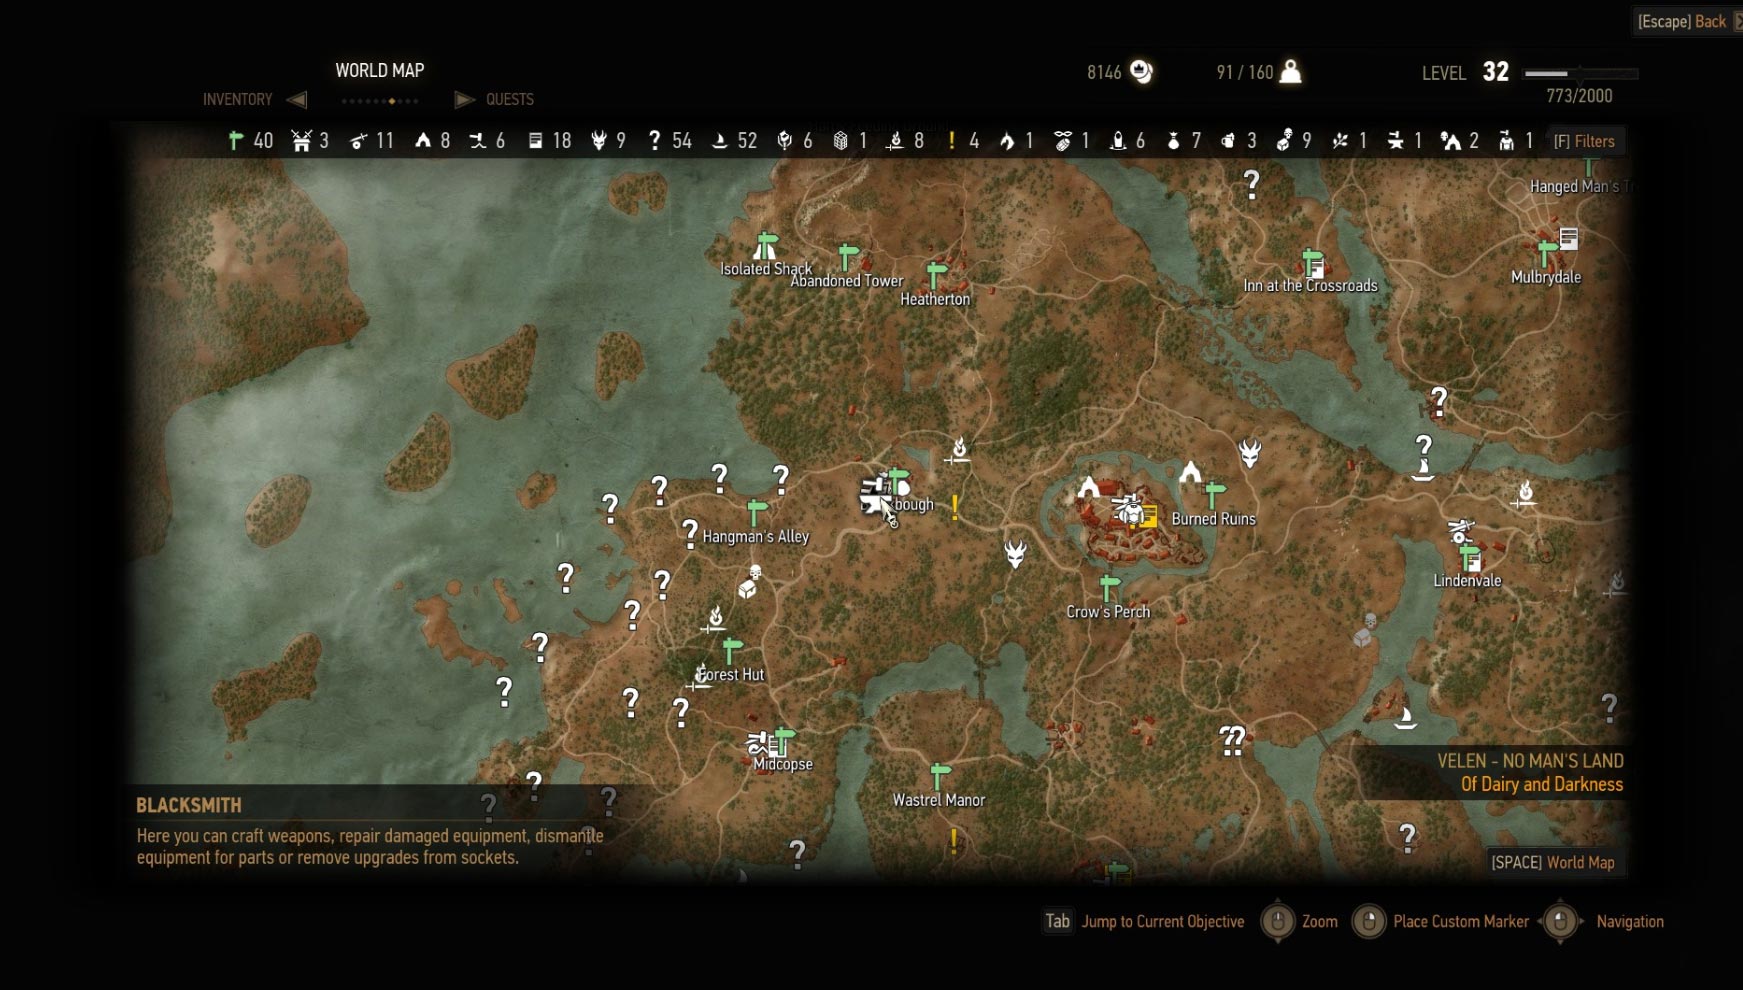 [Escape] Back
WORLD MAP
INVENTORY
QUESTS
8146
91 / 160
LEVEL 32
773/2000
40 3 11 8 6 18 9 54 52 6 1 8 4 1 1 6 7 3 9 1 1 2 1
[F] Filters
Hanged Man's
Isolated Shack
Abandoned Tower
Heatherton
Inn at the Crossroads
Mulbrydale
bough
Hangman's Alley
Burned Ruins
Lindenvale
Crow's Perch
Forest Hut
Midcopse
Wastrel Manor
VELEN - NO MAN'S LAND
Of Dairy and Darkness
BLACKSMITH
Here you can craft weapons, repair damaged equipment, dismantle
equipment for parts or remove upgrades from sockets.
[SPACE] World Map
Tab Jump to Current Objective
Zoom
Place Custom Marker
Navigation